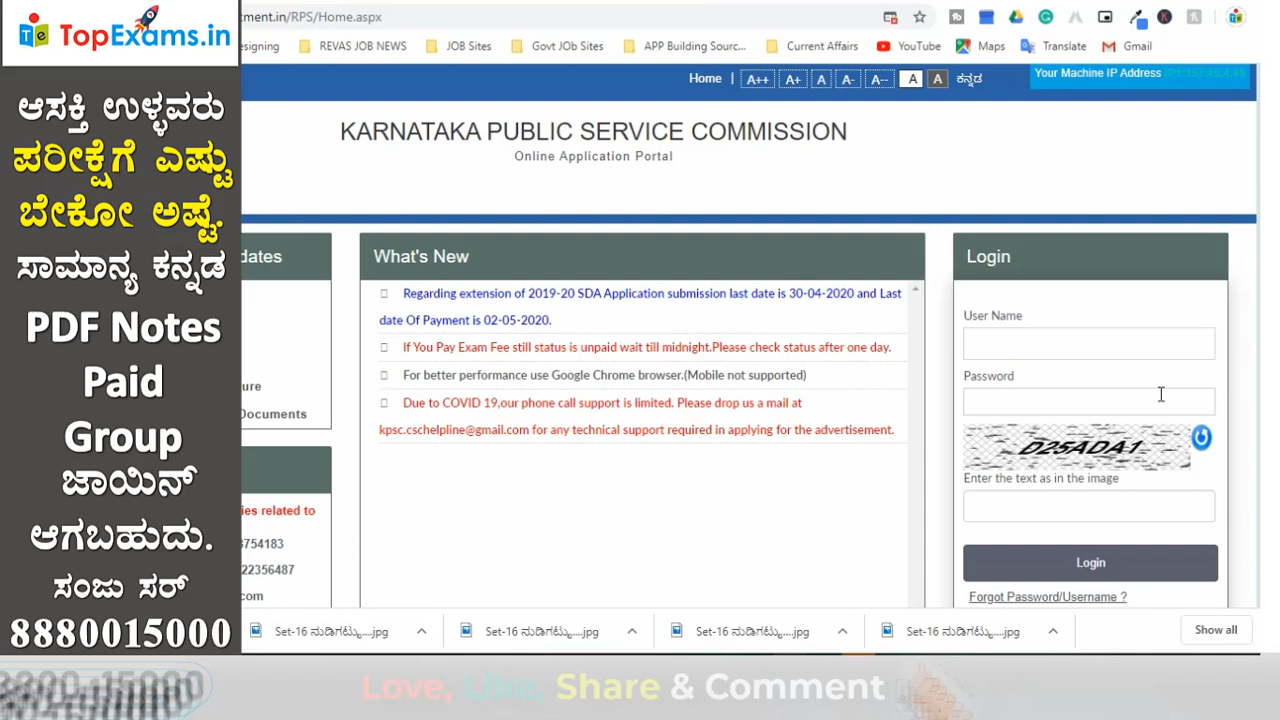 TopExams.in
ಆಸಕ್ತಿ ಉಳ್ಳವರು
ಪರೀಕ್ಷೆಗೆ ಎಷ್ಟು
ಬೇಕೋ ಅಷ್ಟೆ.
ಸಾಮಾನ್ಯ ಕನ್ನಡ
PDF Notes
Paid
Group
ಜಾಯಿನ್
ಆಗಬಹುದು.
ಸಂಜು ಸರ್
8880015000
tment.in/RPS/Home.aspx
esigning REVAS JOB NEWS JOB Sites Govt JOb Sites APP Building Sourc... Current Affairs YouTube Maps Translate Gmail
Home | A++ A+ A A- A-- A A ಕನ್ನಡ
Your Machine IP Address
KARNATAKA PUBLIC SERVICE COMMISSION
Online Application Portal
dates
ure
Documents
ies related to
8754183
22356487
com
What's New
Regarding extension of 2019-20 SDA Application submission last date is 30-04-2020 and Last
date Of Payment is 02-05-2020.
If You Pay Exam Fee still status is unpaid wait till midnight.Please check status after one day.
For better performance use Google Chrome browser.(Mobile not supported)
Due to COVID 19,our phone call support is limited. Please drop us a mail at
kpsc.cschelpline@gmail.com for any technical support required in applying for the advertisement.
Login
User Name
Password
D25ADA1
Enter the text as in the image
Login
Forgot Password/Username ?
Set-16 ನುಡಿಗಟ್ಟು....jpg Set-16 ನುಡಿಗಟ್ಟು....jpg Set-16 ನುಡಿಗಟ್ಟು....jpg Set-16 ನುಡಿಗಟ್ಟು....jpg Show all
Love, Like. Share & Comment